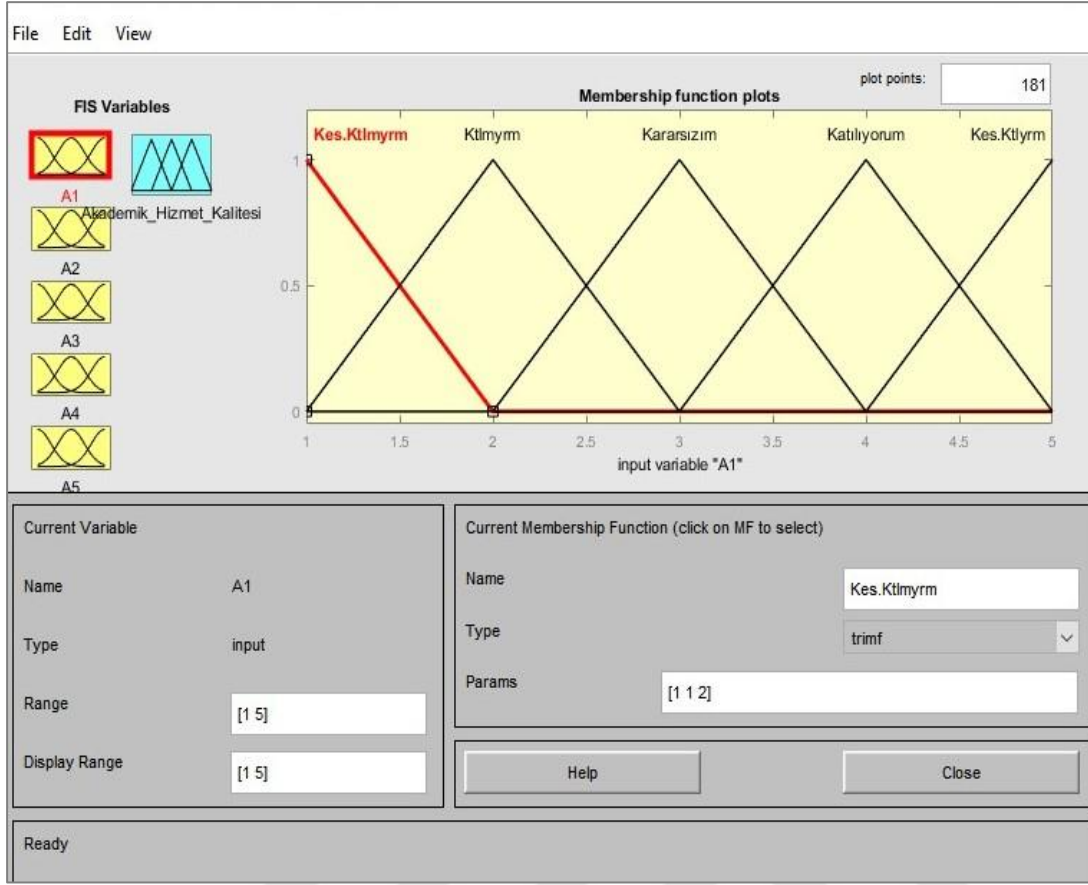 File Edit View
FIS Variables
A1
Akademik_Hizmet_Kalitesi
A2
A3
A4
A5
plot points: 181
Membership function plots
Kes.Ktlmyrm Ktlmyrm Kararsızım Katılıyorum Kes.Ktlyrm
1
0.5
0
1 1.5 2 2.5 3 3.5 4 4.5 5
input variable "A1"
Current Variable
Name A1
Type input
Range [1 5]
Display Range [1 5]
Current Membership Function (click on MF to select)
Name Kes.Ktlmyrm
Type trimf
Params [1 1 2]
Help Close
Ready